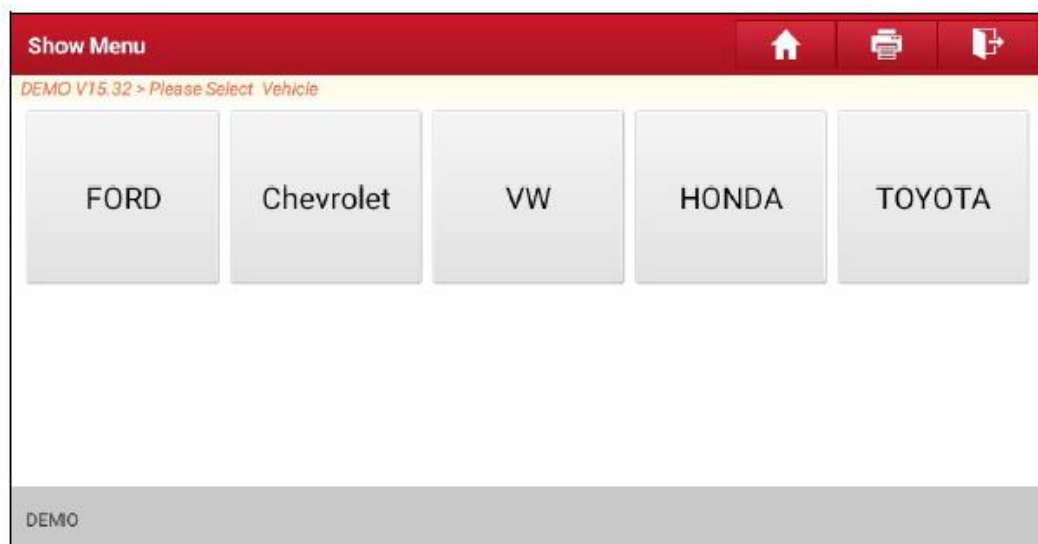 Show Menu
DEMO V15.32 > Please Select Vehicle
FORD Chevrolet VW HONDA TOYOTA
DEMO